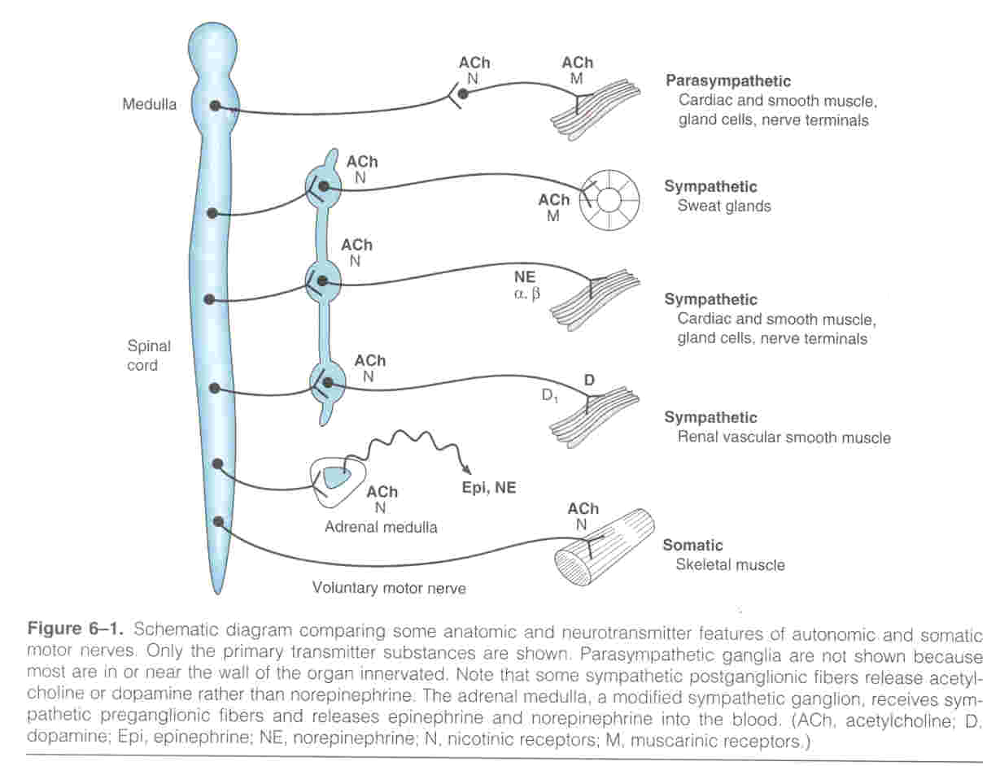 Medulla
ACh
N
ACh
M
Parasympathetic
Cardiac and smooth muscle,
gland cells, nerve terminals
ACh
N
ACh
M
Sympathetic
Sweat glands
ACh
N
NE
α, β
Sympathetic
Cardiac and smooth muscle,
gland cells, nerve terminals
Spinal
cord
ACh
N
D
D₁
Sympathetic
Renal vascular smooth muscle
ACh
N
Epi, NE
Adrenal medulla
ACh
N
Somatic
Skeletal muscle
Voluntary motor nerve
Figure 6–1. Schematic diagram comparing some anatomic and neurotransmitter features of autonomic and somatic
motor nerves. Only the primary transmitter substances are shown. Parasympathetic ganglia are not shown because
most are in or near the wall of the organ innervated. Note that some sympathetic postganglionic fibers release acetyl-
choline or dopamine rather than norepinephrine. The adrenal medulla, a modified sympathetic ganglion, receives sym-
pathetic preganglionic fibers and releases epinephrine and norepinephrine into the blood. (ACh, acetylcholine; D,
dopamine; Epi, epinephrine; NE, norepinephrine; N, nicotinic receptors; M, muscarinic receptors.)